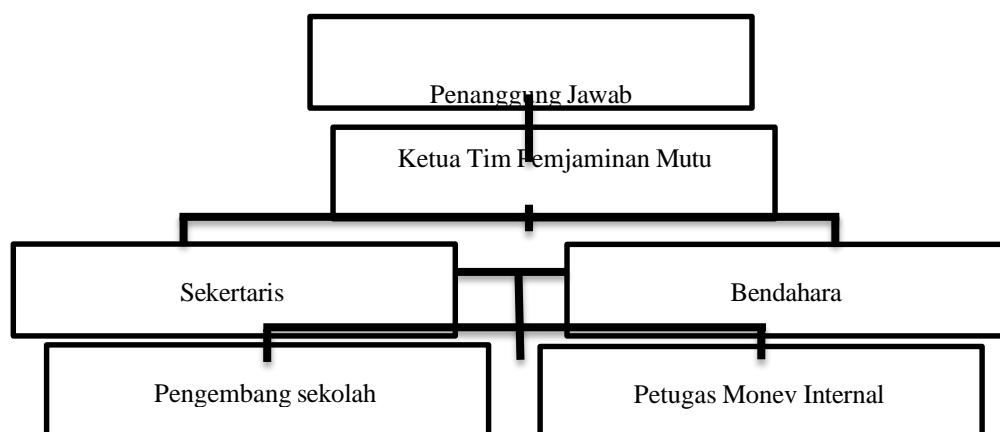 Penanggung Jawab
Ketua Tim Pemjaminan Mutu
Sekertaris
Bendahara
Pengembang sekolah
Petugas Monev Internal